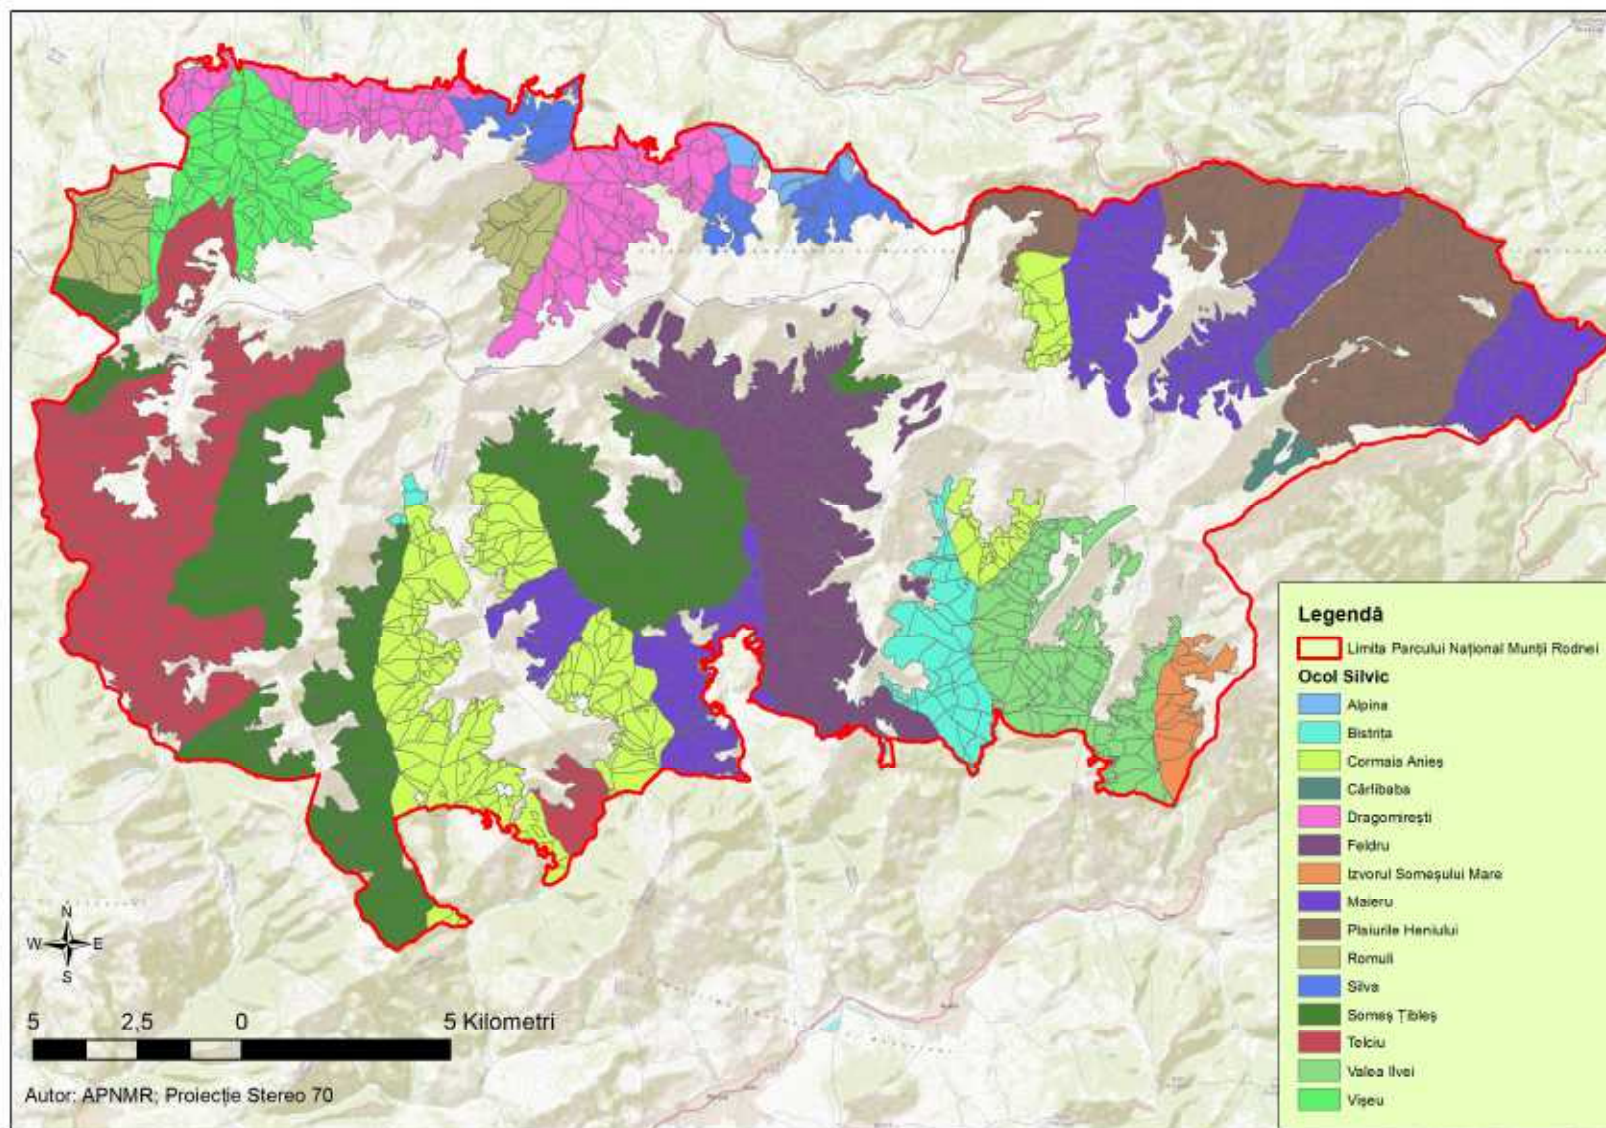 Legendă
Limita Parcului Național Munții Rodnei
Ocol Silvic
Alpina
Bistrița
Cormaia Anieș
Cârlibaba
Dragomirești
Feldru
Izvorul Someșului Mare
Maieru
Plaiurile Heniului
Romuli
Silva
Someș Țibleș
Telciu
Valea Ilvei
Vișeu
N
W E
S
5 2,5 0 5 Kilometri
Autor: APNMR; Proiecție Stereo 70